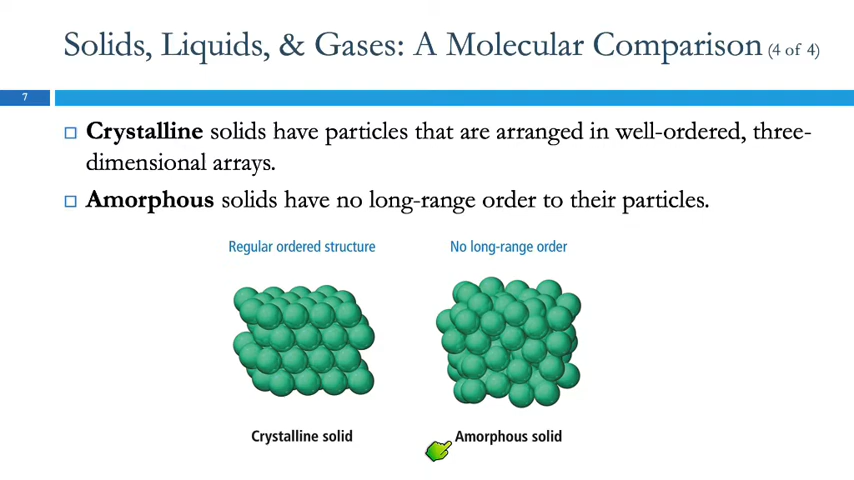 Solids, Liquids, & Gases: A Molecular Comparison (4 of 4)
7
Crystalline solids have particles that are arranged in well-ordered, three-
dimensional arrays.
Amorphous solids have no long-range order to their particles.
Regular ordered structure
No long-range order
Crystalline solid
Amorphous solid